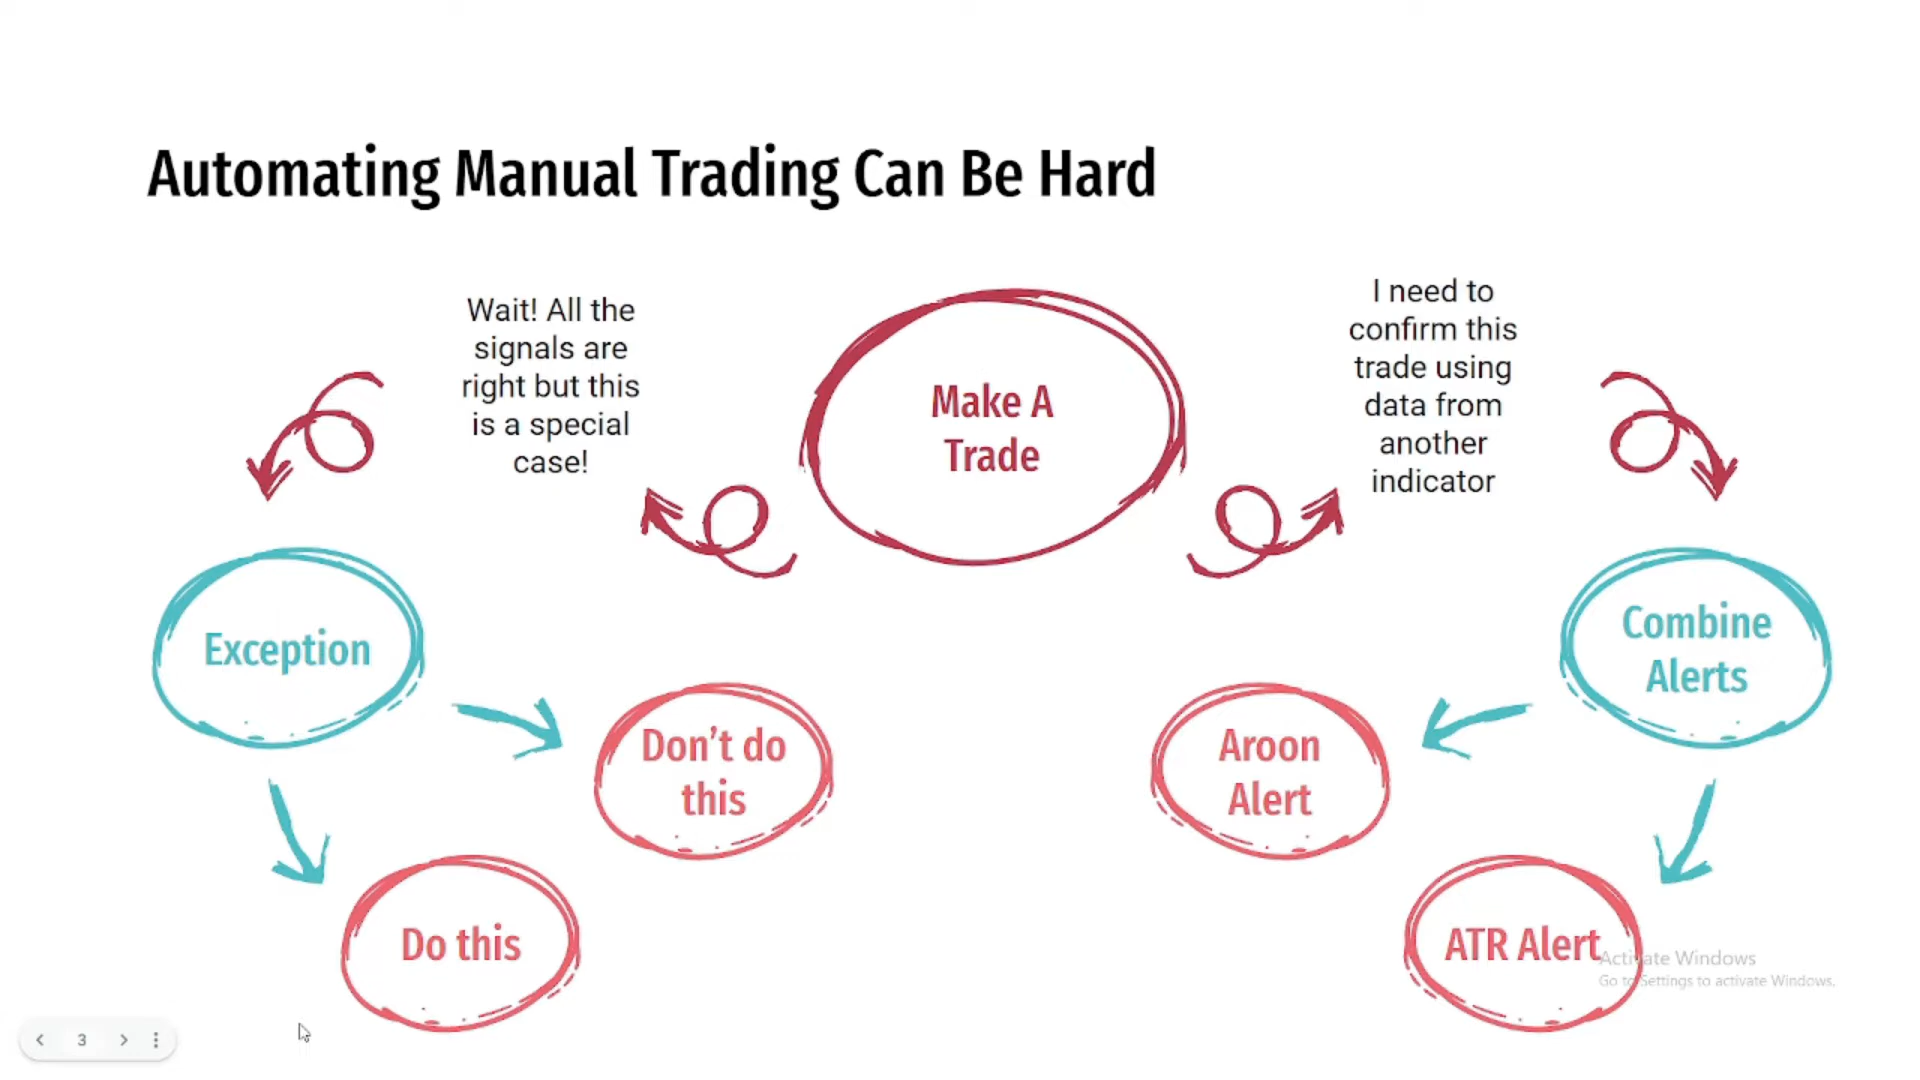 Automating Manual Trading Can Be Hard
Wait! All the
signals are
right but this
is a special
case!
Make A
Trade
I need to
confirm this
trade using
data from
another
indicator
Exception
Don't do
this
Do this
Combine
Alerts
Aroon
Alert
ATR Alert
Activate Windows
Go to Settings to activate Windows.
3